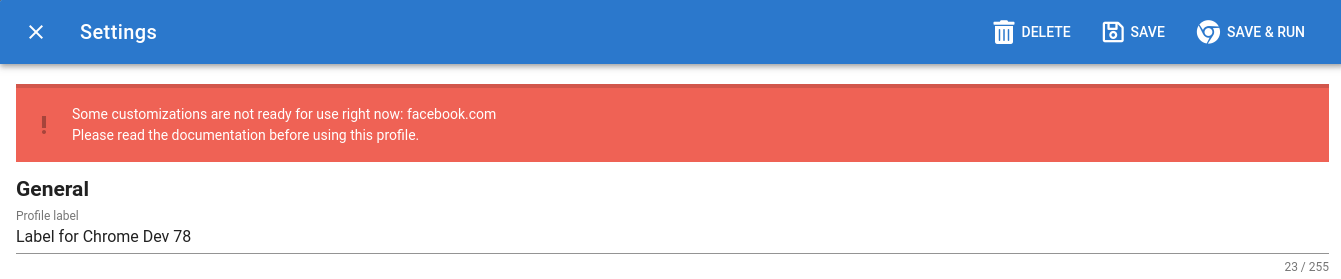 Settings
DELETE
SAVE
SAVE & RUN
Some customizations are not ready for use right now: facebook.com
Please read the documentation before using this profile.
General
Profile label
Label for Chrome Dev 78
23 / 255